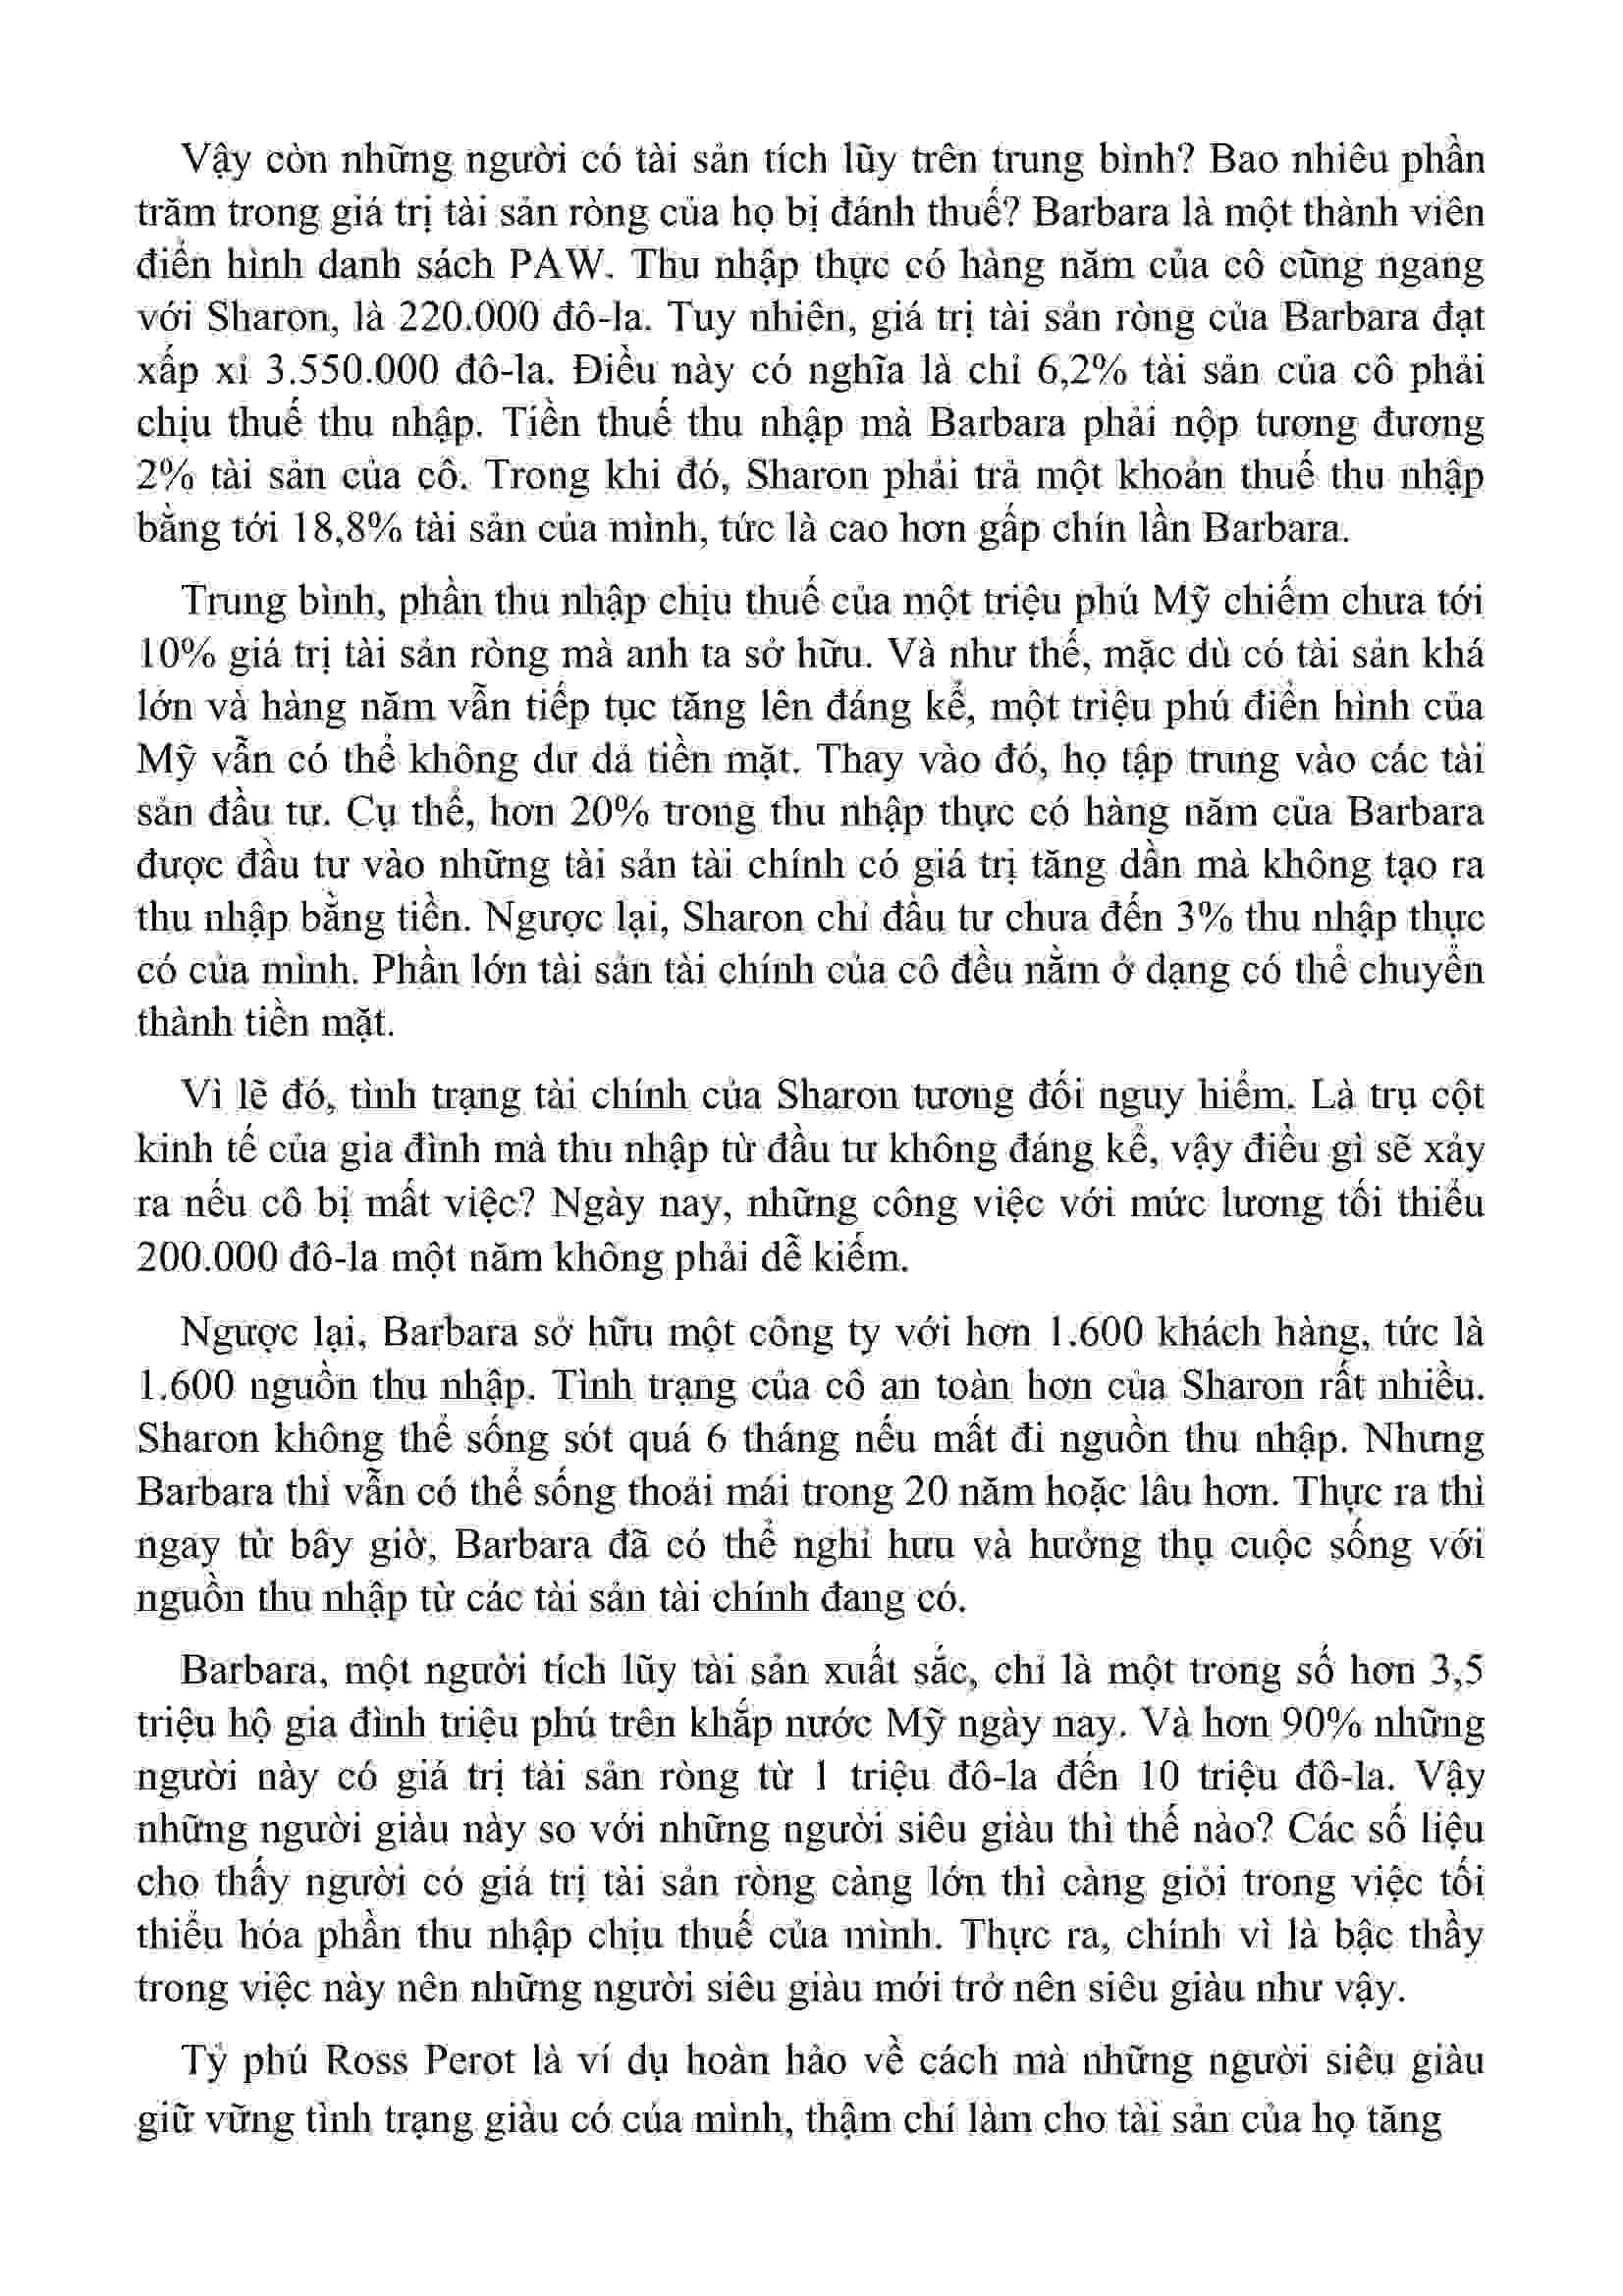 Vậy còn những người có tài sản tích lũy trên trung bình? Bao nhiêu phần
trăm trong giá trị tài sản ròng của họ bị đánh thuế? Barbara là một thành viên
điển hình danh sách PAW. Thu nhập thực có hàng năm của cô cũng ngang
với Sharon, là 220.000 đô-la. Tuy nhiên, giá trị tài sản ròng của Barbara đạt
xấp xỉ 3.550.000 đô-la. Điều này có nghĩa là chỉ 6,2% tài sản của cô phải
chịu thuế thu nhập. Tiền thuế thu nhập mà Barbara phải nộp tương đương
2% tài sản của cô. Trong khi đó, Sharon phải trả một khoản thuế thu nhập
bằng tới 18,8% tài sản của mình, tức là cao hơn gấp chín lần Barbara.
Trung bình, phần thu nhập chịu thuế của một triệu phú Mỹ chiếm chưa tới
10% giá trị tài sản ròng mà anh ta sở hữu. Và như thế, mặc dù có tài sản khá
lớn và hàng năm vẫn tiếp tục tăng lên đáng kể, một triệu phú điển hình của
Mỹ vẫn có thể không dư dả tiền mặt. Thay vào đó, họ tập trung vào các tài
sản đầu tư. Cụ thể, hơn 20% trong thu nhập thực có hàng năm của Barbara
được đầu tư vào những tài sản tài chính có giá trị tăng dần mà không tạo ra
thu nhập bằng tiền. Ngược lại, Sharon chỉ đầu tư chưa đến 3% thu nhập thực
có của mình. Phần lớn tài sản tài chính của cô đều nằm ở dạng có thể chuyển
thành tiền mặt.
Vì lẽ đó, tình trạng tài chính của Sharon tương đối nguy hiểm. Là trụ cột
kinh tế của gia đình mà thu nhập từ đầu tư không đáng kể, vậy điều gì sẽ xảy
ra nếu cô bị mất việc? Ngày nay, những công việc với mức lương tối thiểu
200.000 đô-la một năm không phải dễ kiếm.
Ngược lại, Barbara sở hữu một công ty với hơn 1.600 khách hàng, tức là
1.600 nguồn thu nhập. Tình trạng của cô an toàn hơn của Sharon rất nhiều.
Sharon không thể sống sót quá 6 tháng nếu mất đi nguồn thu nhập. Nhưng
Barbara thì vẫn có thể sống thoải mái trong 20 năm hoặc lâu hơn. Thực ra thì
ngay từ bây giờ, Barbara đã có thể nghỉ hưu và hưởng thụ cuộc sống với
nguồn thu nhập từ các tài sản tài chính đang có.
Barbara, một người tích lũy tài sản xuất sắc, chỉ là một trong số hơn 3,5
triệu hộ gia đình triệu phú trên khắp nước Mỹ ngày nay. Và hơn 90% những
người này có giá trị tài sản ròng từ 1 triệu đô-la đến 10 triệu đô-la. Vậy
những người giàu này so với những người siêu giàu thì thế nào? Các số liệu
cho thấy người có giá trị tài sản ròng càng lớn thì càng giỏi trong việc tối
thiểu hóa phần thu nhập chịu thuế của mình. Thực ra, chính vì là bậc thầy
trong việc này nên những người siêu giàu mới trở nên siêu giàu như vậy.
Tỷ phú Ross Perot là ví dụ hoàn hảo về cách mà những người siêu giàu
giữ vững tình trạng giàu có của mình, thậm chí làm cho tài sản của họ tăng